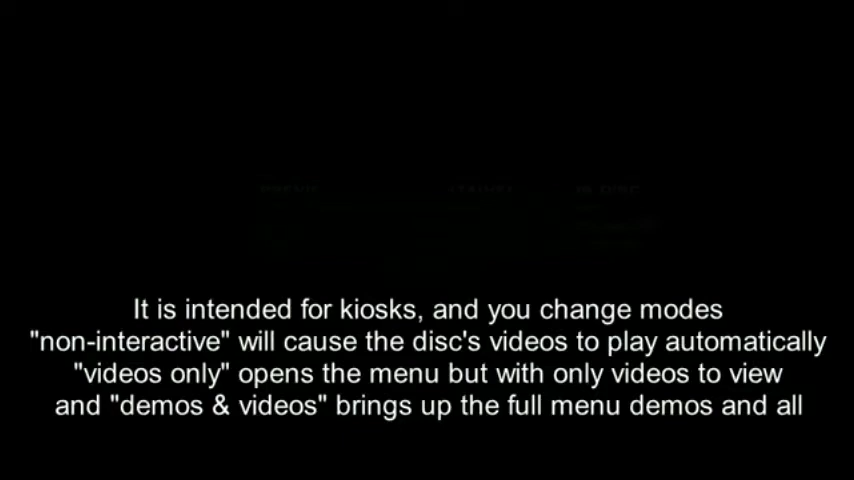 It is intended for kiosks, and you change modes
"non-interactive" will cause the disc's videos to play automatically
"videos only" opens the menu but with only videos to view
and "demos & videos" brings up the full menu demos and all